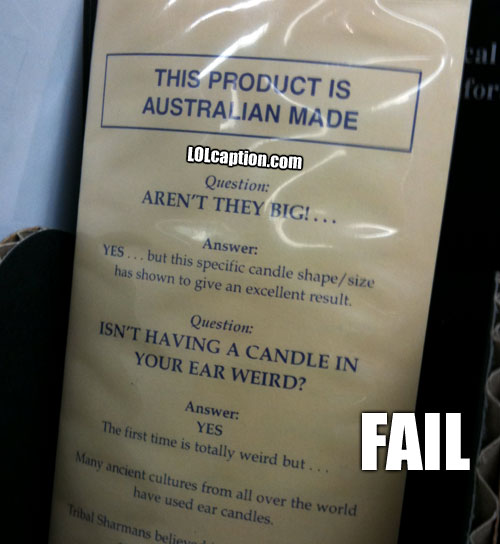 THIS PRODUCT IS
AUSTRALIAN MADE
LOLcaption.com
Question:
AREN'T THEY BIG! . . .
Answer:
YES . . . but this specific candle shape/size
has shown to give an excellent result.
Question:
ISN'T HAVING A CANDLE IN
YOUR EAR WEIRD?
Answer:
YES
The first time is totally weird but . . .
FAIL
Many ancient cultures from all over the world
have used ear candles.
Tribal Sharmans
for